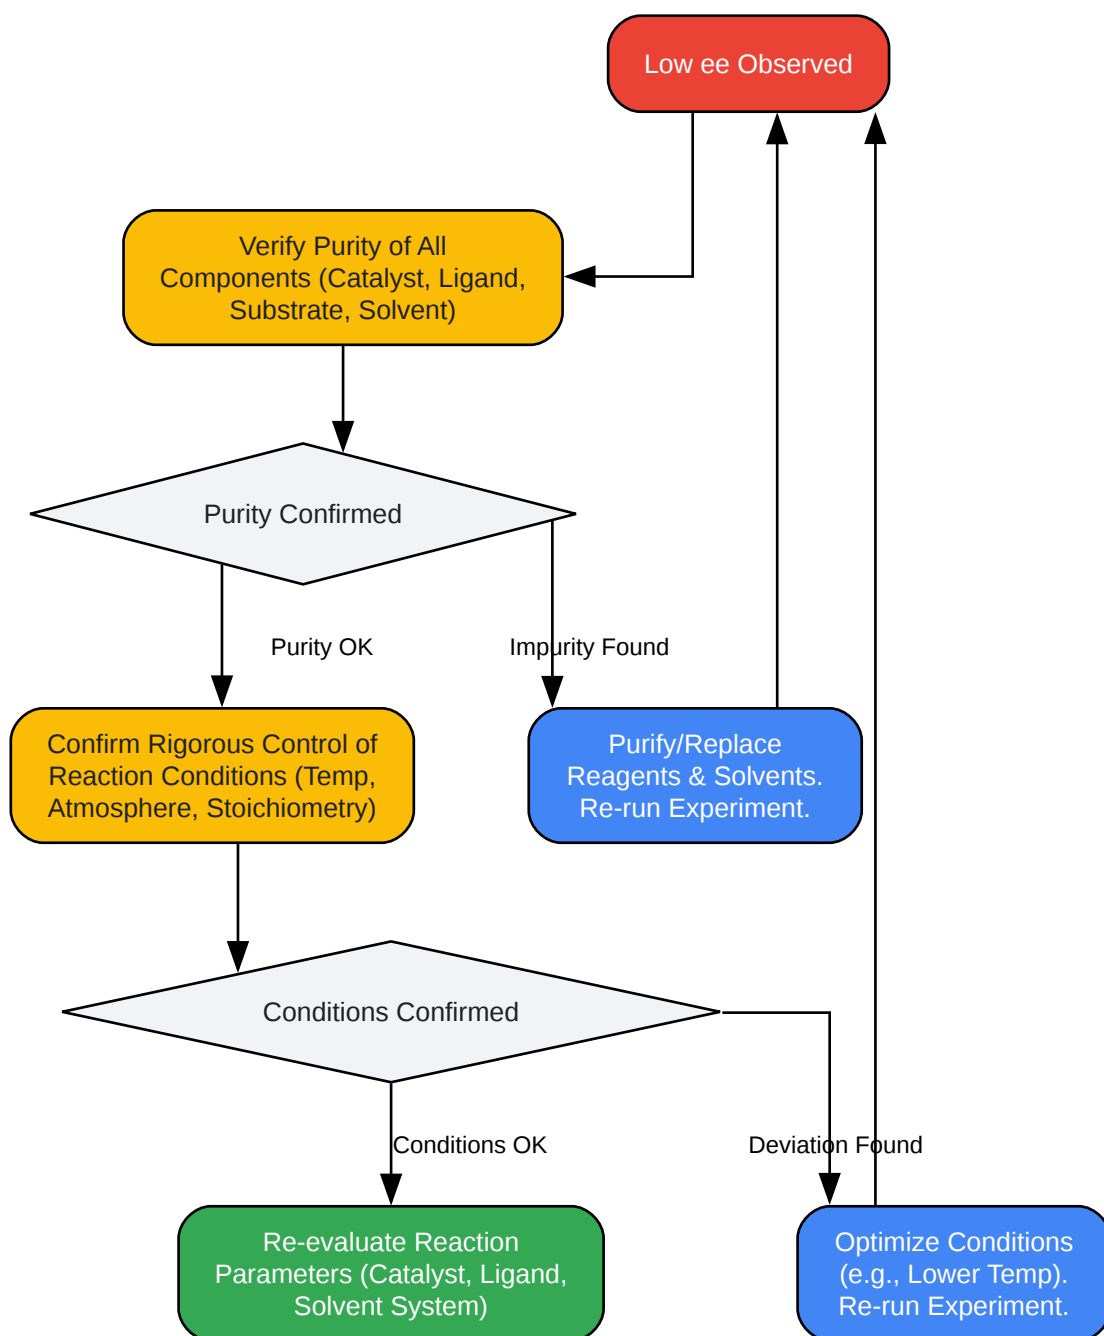 Low ee Observed
Verify Purity of All
Components (Catalyst, Ligand,
Substrate, Solvent)
Purity Confirmed
Purity OK
Impurity Found
Confirm Rigorous Control of
Reaction Conditions (Temp,
Atmosphere, Stoichiometry)
Purify/Replace
Reagents & Solvents.
Re-run Experiment.
Conditions Confirmed
Conditions OK
Deviation Found
Re-evaluate Reaction
Parameters (Catalyst, Ligand,
Solvent System)
Optimize Conditions
(e.g., Lower Temp).
Re-run Experiment.